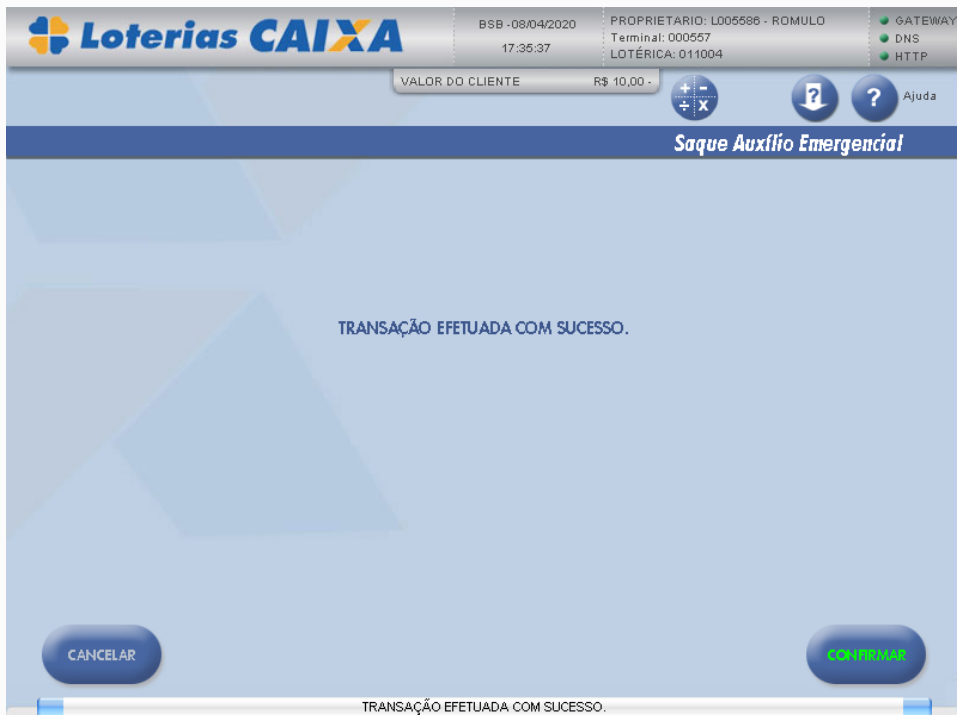 Loterias CAIXA
BSB -08/04/2020
17:35:37
PROPRIETARIO: L005586 - ROMULO
Terminal: 000557
LOTÉRICA: 011004
GATEWAY
DNS
HTTP
VALOR DO CLIENTE R$ 10,00 -
? ? Ajuda
Saque Auxílio Emergencial
TRANSAÇÃO EFETUADA COM SUCESSO.
CANCELAR
CONFIRMAR
TRANSAÇÃO EFETUADA COM SUCESSO.